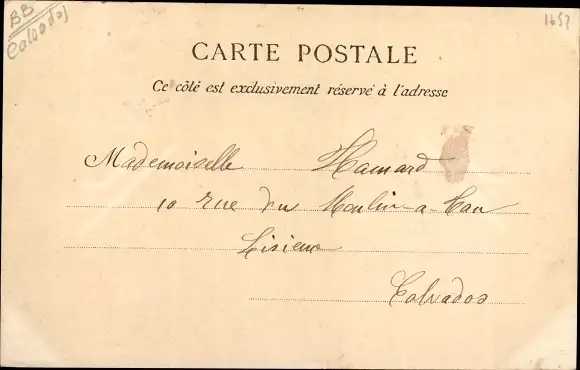 BB
Calvados
1653
CARTE POSTALE
Ce côté est exclusivement réservé à l'adresse
Mademoiselle Hamard
10 rue du Moulin-a-Eau
Lisieux
Calvados